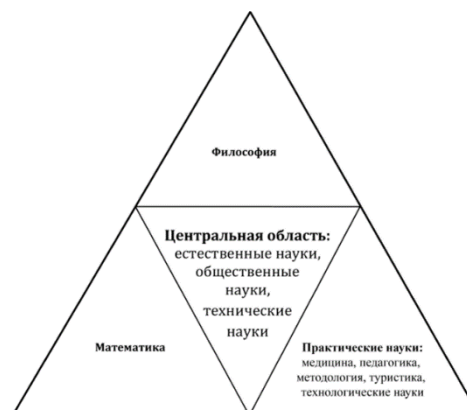 Философия
Центральная область:
естественные науки,
общественные
науки,
технические
науки
Математика
Практические науки:
медицина, педагогика,
методология, туристика,
технологические науки